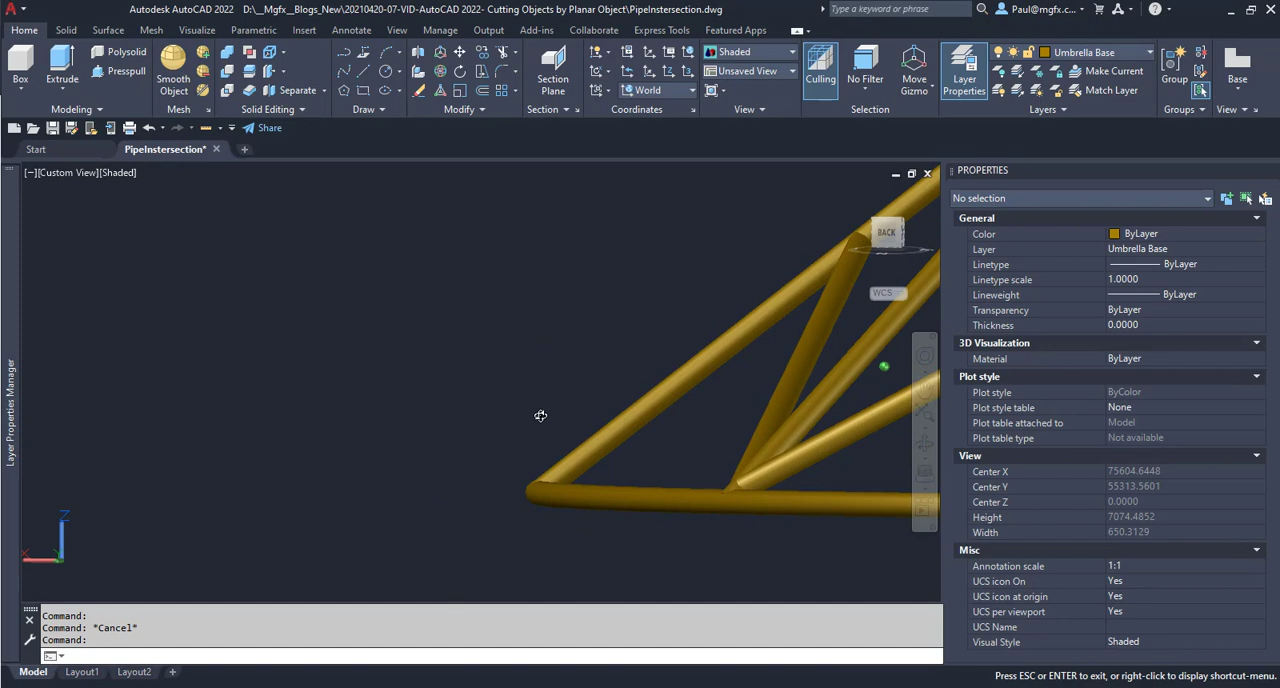 Autodesk AutoCAD 2022 D:\__Mgfx_Blogs_New\20210420-07-VID-AutoCAD 2022- Cutting Objects by Planar Object\PipeInstersection.dwg
Type a keyword or phrase
Paul@mgfx.c...
Home Solid Surface Mesh Visualize Parametric Insert Annotate View Manage Output Add-ins Collaborate Express Tools Featured Apps
Box
Extrude
Polysolid
Presspull
Smooth Object
Separate
Section Plane
World
Shaded
Unsaved View
Culling
No Filter
Move Gizmo
Layer Properties
Umbrella Base
Make Current
Match Layer
Group
Base
Modeling Mesh Solid Editing Draw Modify Section Coordinates View Selection Layers Groups View
Share
Start PipeInstersection*
[−][Custom View][Shaded]
BACK
WCS
Z
X
Y
Layer Properties Manager
Command:
Command: *Cancel*
Command:
Model Layout1 Layout2
PROPERTIES
No selection
General
Color ByLayer
Layer Umbrella Base
Linetype ByLayer
Linetype scale 1.0000
Lineweight ByLayer
Transparency ByLayer
Thickness 0.0000
3D Visualization
Material ByLayer
Plot style
Plot style ByColor
Plot style table None
Plot table attached to Model
Plot table type Not available
View
Center X 75604.6448
Center Y 55313.5601
Center Z 0.0000
Height 7074.4852
Width 650.3129
Misc
Annotation scale 1:1
UCS icon On Yes
UCS icon at origin Yes
UCS per viewport Yes
UCS Name
Visual Style Shaded
Press ESC or ENTER to exit, or right-click to display shortcut-menu.